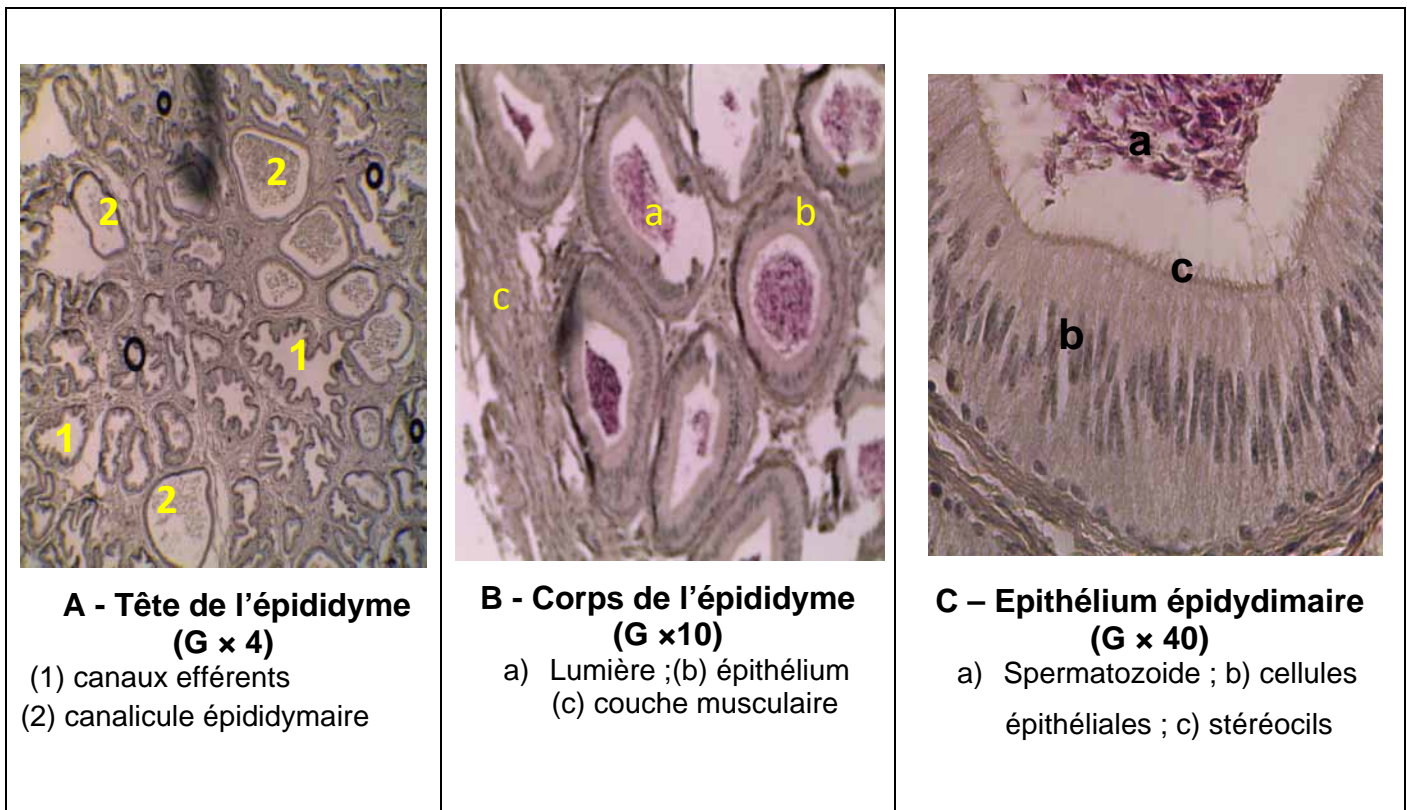 2
2
1
1
2
a
b
c
a
b
c
A - Tête de l’épididyme
(G × 4)
(1) canaux efférents
(2) canalicule épididymaire
B - Corps de l’épididyme
(G ×10)
a) Lumière ;(b) épithélium
(c) couche musculaire
C – Epithélium épidydimaire
(G × 40)
a) Spermatozoide ; b) cellules
épithéliales ; c) stéréocils